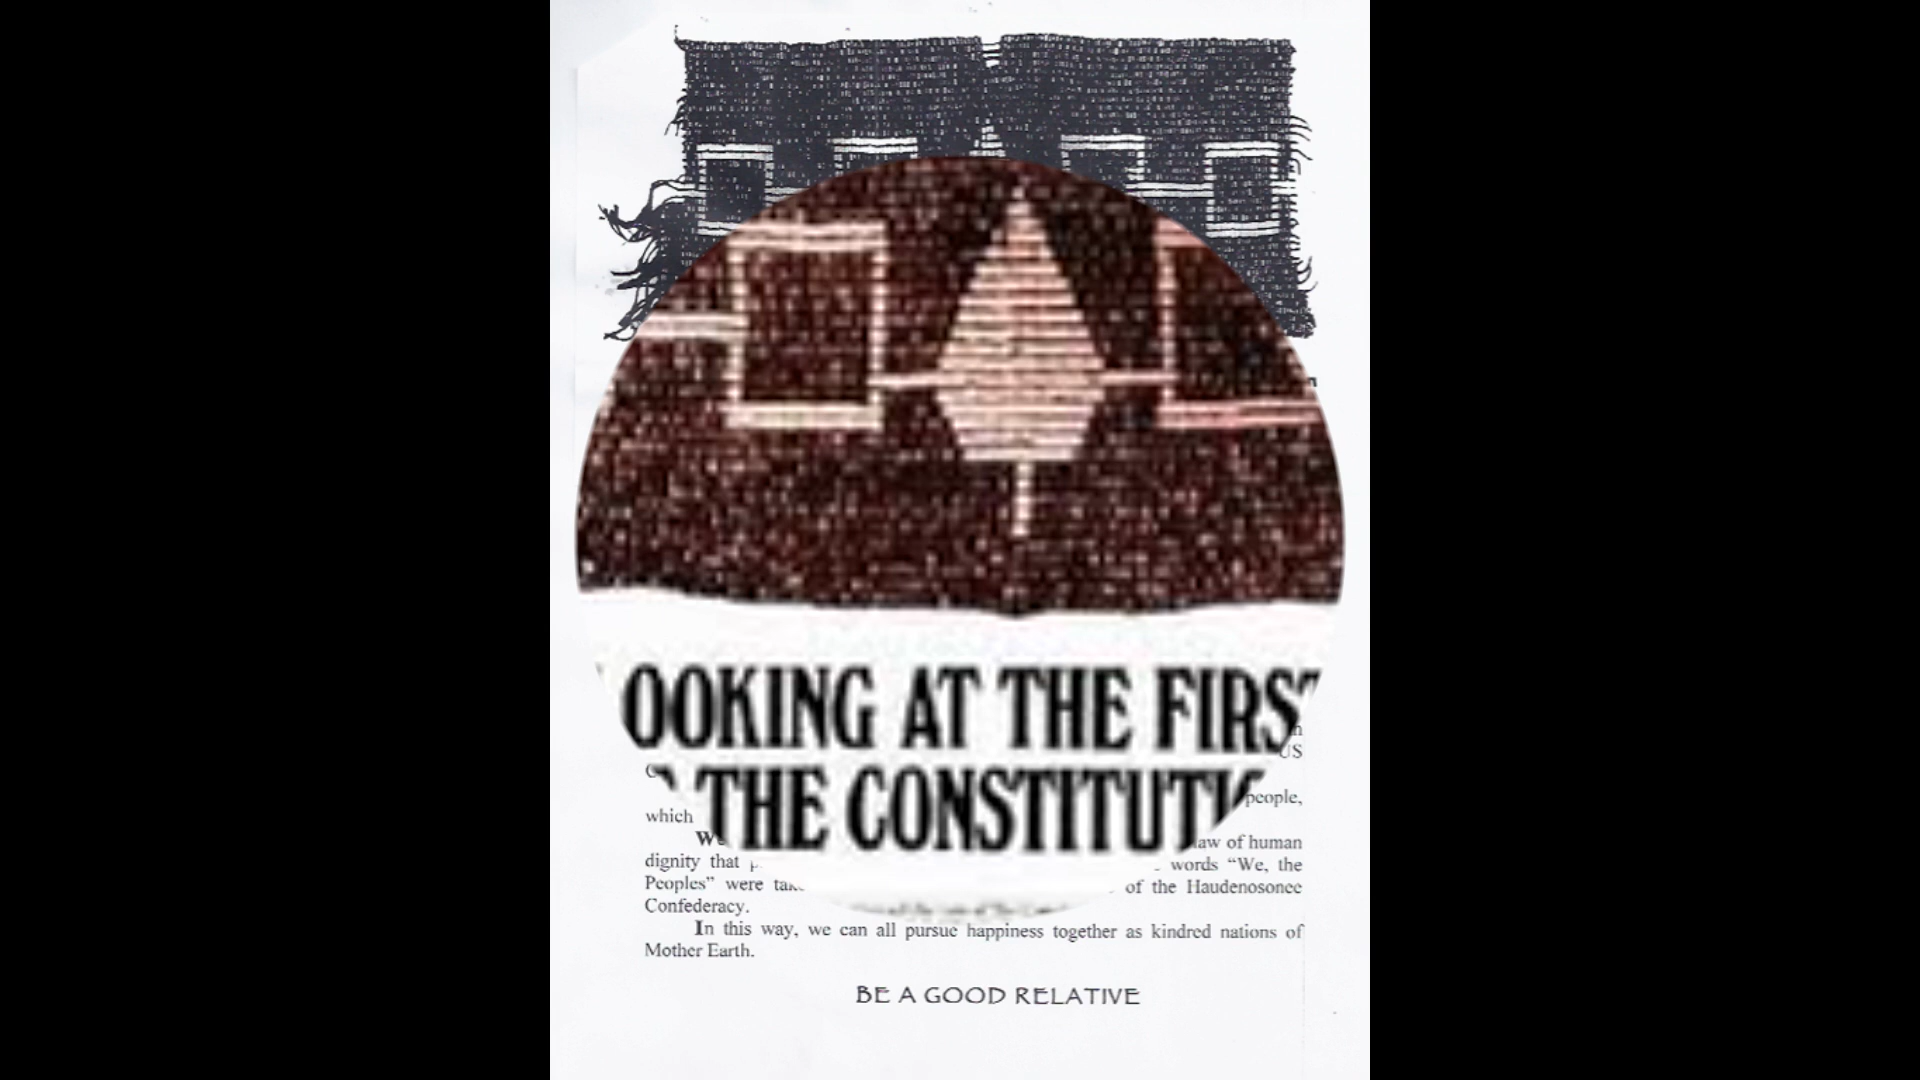 OOKING AT THE FIRS
THE CONSTITUTI
US
people,
which
law of human
dignity that words “We, the
Peoples” were of the Haudenosonee
Confederacy.
In this way, we can all pursue happiness together as kindred nations of
Mother Earth.
BE A GOOD RELATIVE